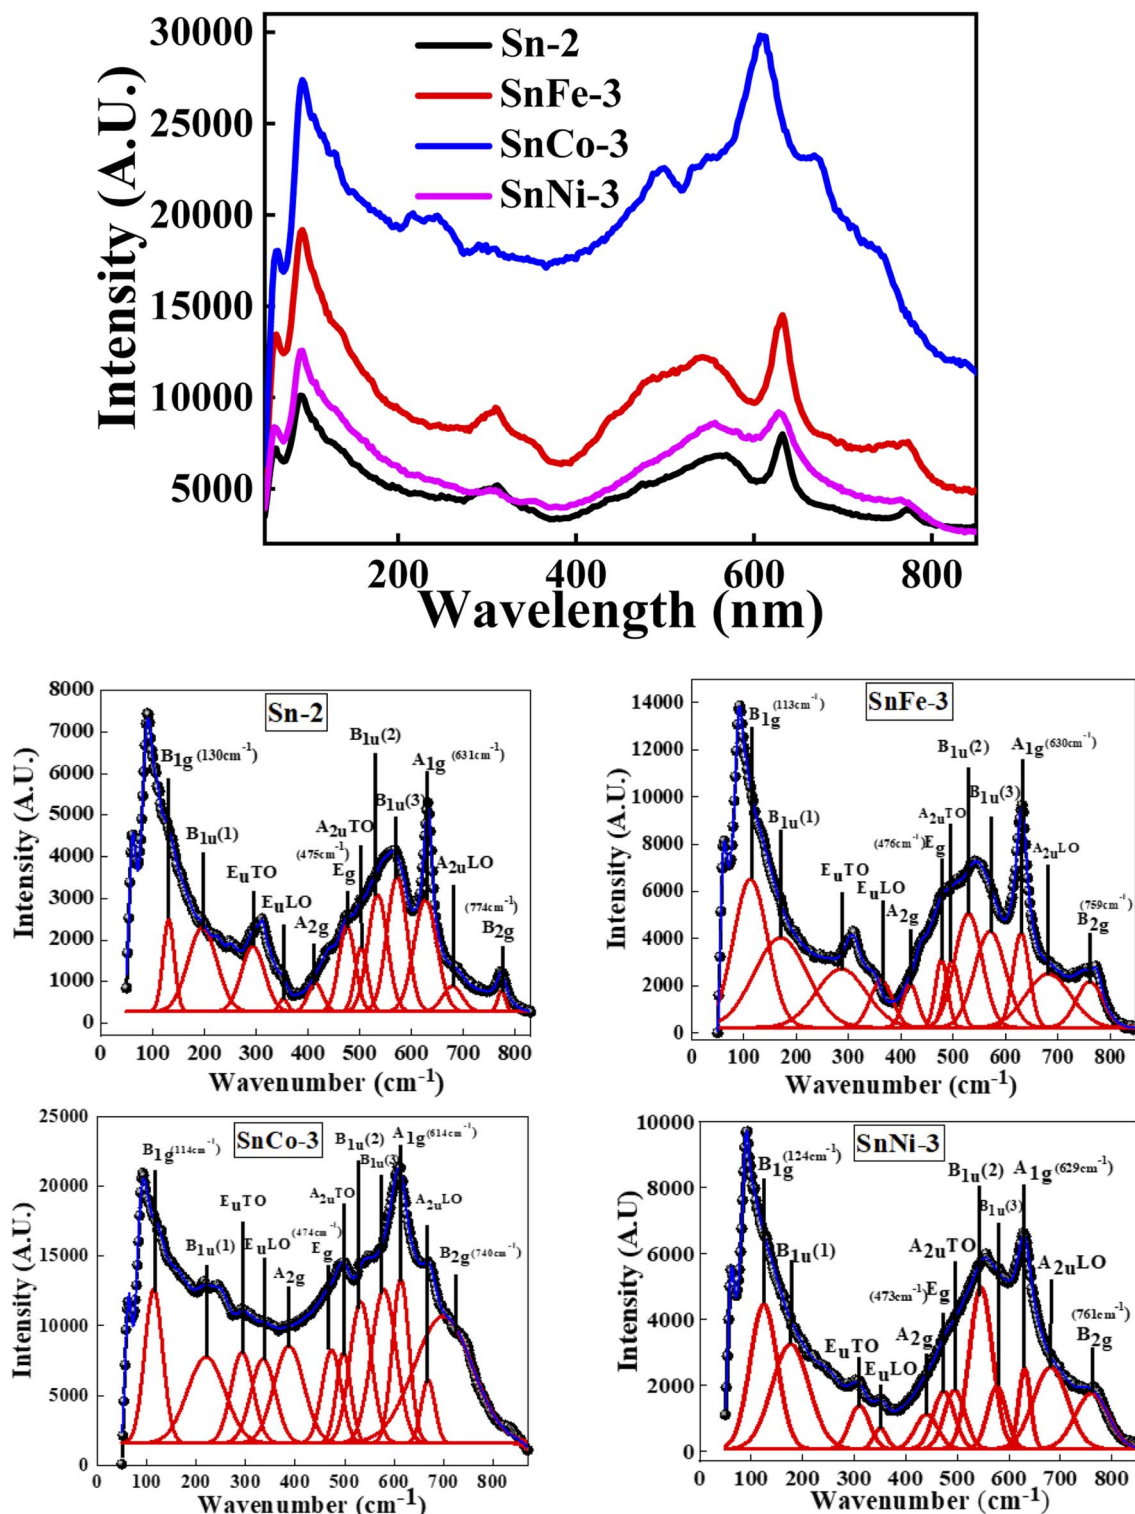 30000
25000
20000
15000
10000
5000
Intensity (A.U.)
Sn-2
SnFe-3
SnCo-3
SnNi-3
200 400 600 800
Wavelength (nm)
8000
7000
6000
5000
4000
3000
2000
1000
0
Intensity (A.U.)
Sn-2
B1g (130cm-1)
B1u(1)
EuTO
EuLO
A2g
(475cm-1)
Eg
A2uTO
B1u(2)
B1u(3)
A1g (631cm-1)
A2uLO
(774cm-1)
B2g
0 100 200 300 400 500 600 700 800
Wavenumber (cm-1)
14000
12000
10000
8000
6000
4000
2000
0
Intensity (A.U)
SnFe-3
B1g (113cm-1)
B1u(1)
EuTO
EuLO
A2g
(476cm-1)
Eg
A2uTO
B1u(2)
B1u(3)
A1g (630cm-1)
A2uLO
(759cm-1)
B2g
0 100 200 300 400 500 600 700 800
Wavenumber (cm-1)
25000
20000
15000
10000
5000
0
Intensity (A.U.)
SnCo-3
B1g (114cm-1)
B1u(1)
EuTO
EuLO
A2g
(474cm-1)
Eg
A2uTO
B1u(2)
B1u(3)
A1g (614cm-1)
A2uLO
B2g (740cm-1)
0 100 200 300 400 500 600 700 800
Wavenumber (cm-1)
10000
8000
6000
4000
2000
0
Intensity (A.U)
SnNi-3
B1g (124cm-1)
B1u(1)
EuTO
EuLO
A2g
(473cm-1)
Eg
A2uTO
B1u(2)
B1u(3)
A1g (629cm-1)
A2uLO
(761cm-1)
B2g
0 100 200 300 400 500 600 700 800
Wavenumber (cm-1)